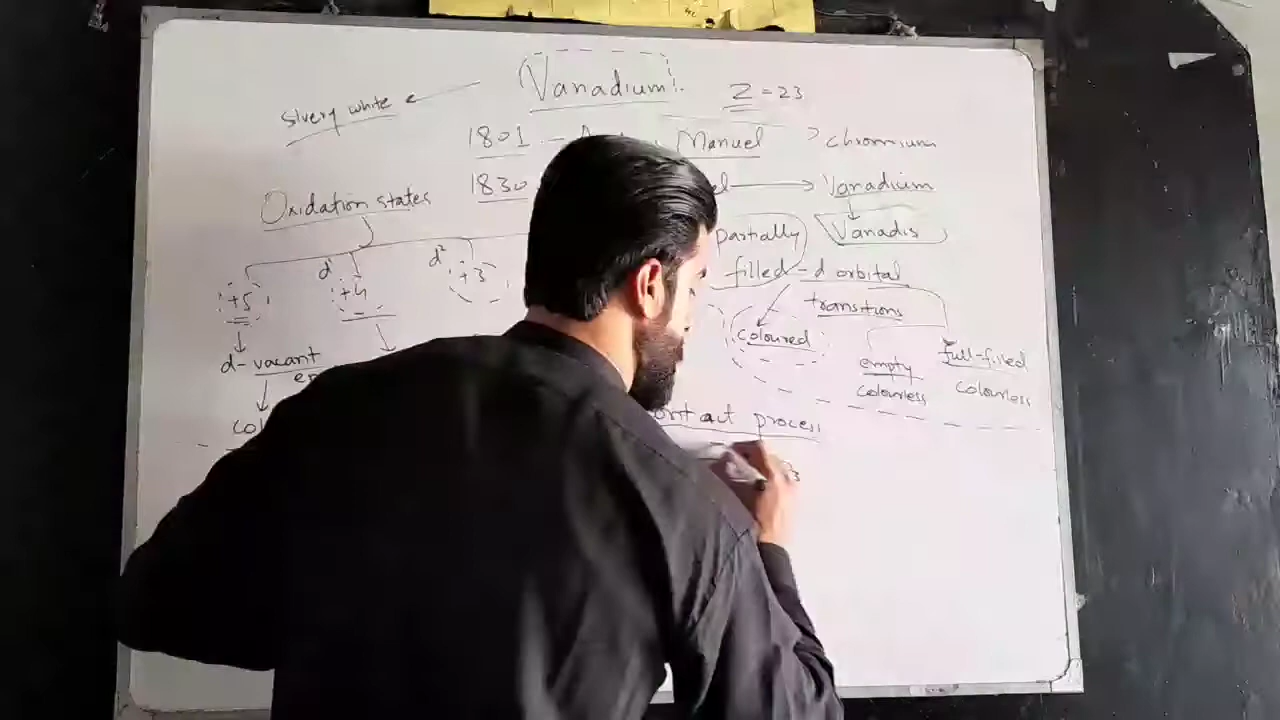 Vanadium
Z = 23
silvery white
1801 - Manuel > chromium
1830 → Vanadium
Vanadis
Oxidation states
partially
filled - d orbital
transitions
d¹ d²
+5 +4 +3
Coloured
empty full-filled
colourless colourless
d-vacant
contact process